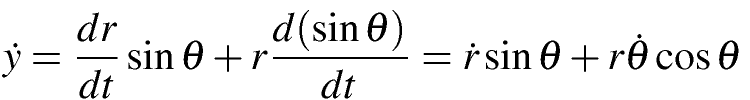 ẏ = dr/dt sin θ + r d(sin θ)/dt = ṙ sin θ + rθ̇ cos θ